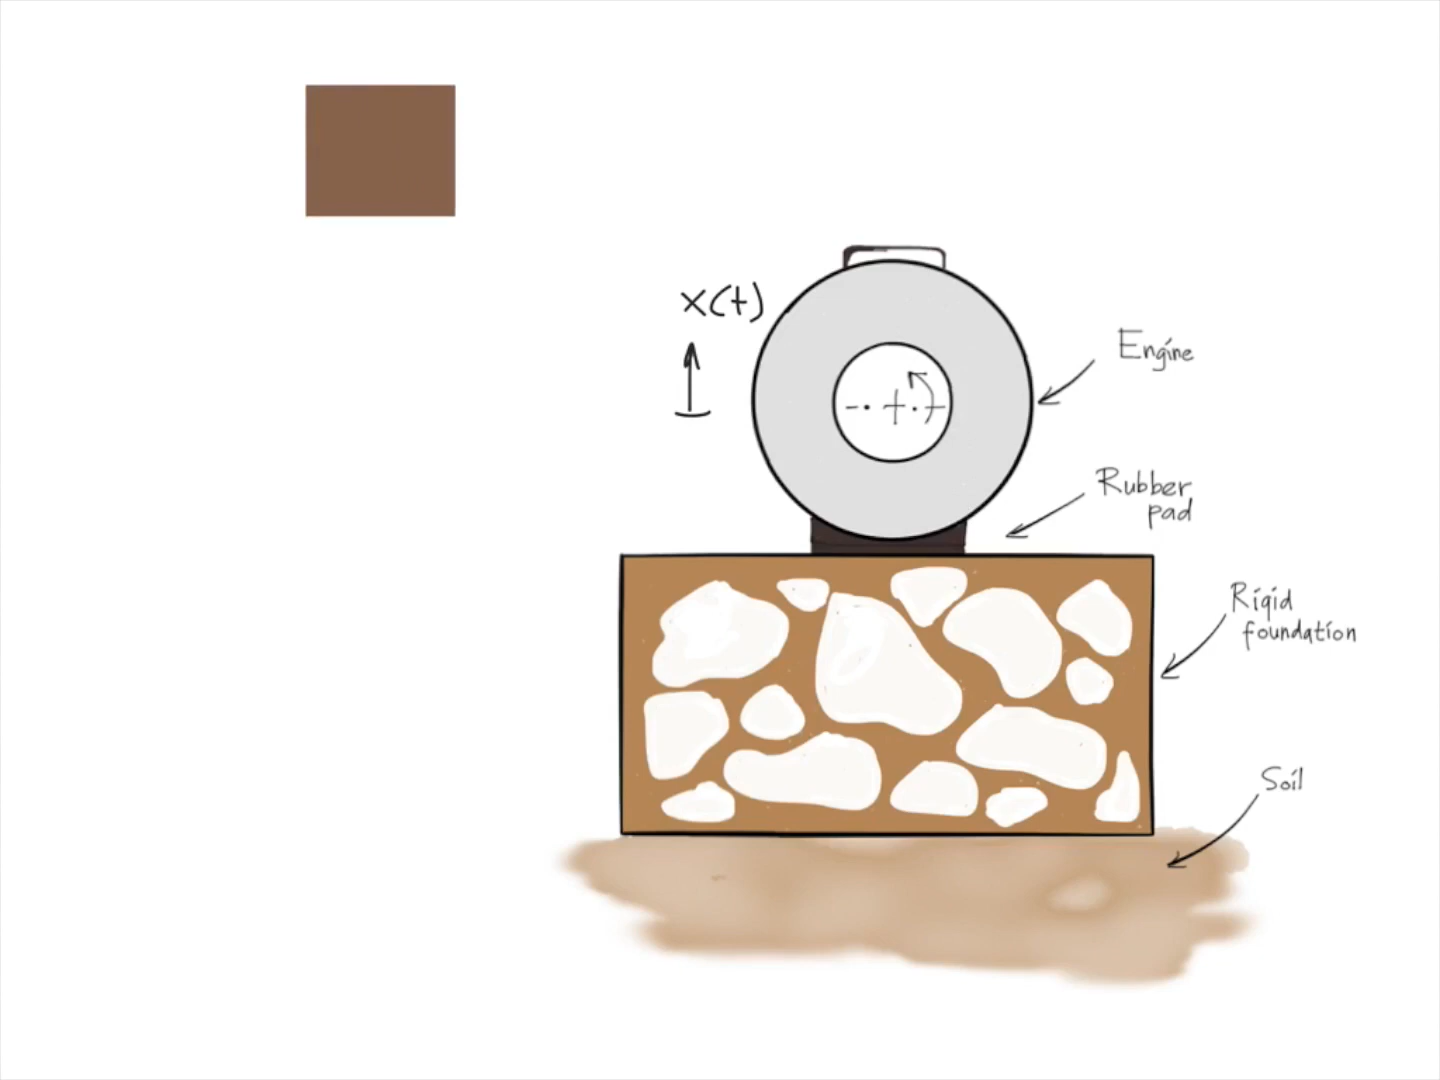 x(t)
Engine
Rubber
pad
Rigid
foundation
Soil